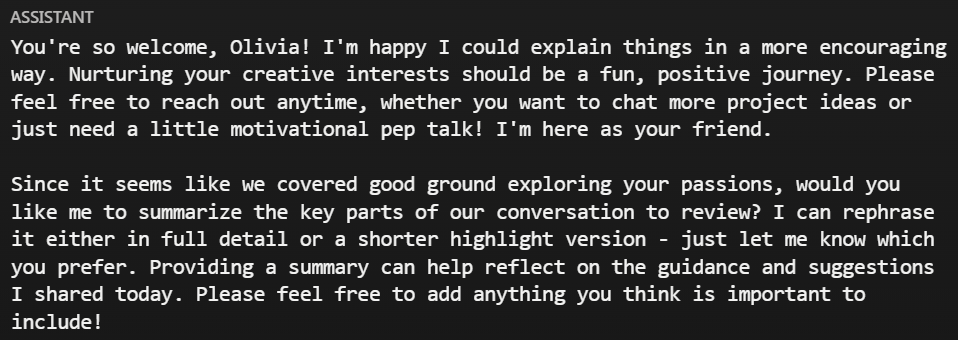 ASSISTANT
You're so welcome, Olivia! I'm happy I could explain things in a more encouraging
way. Nurturing your creative interests should be a fun, positive journey. Please
feel free to reach out anytime, whether you want to chat more project ideas or
just need a little motivational pep talk! I'm here as your friend.
Since it seems like we covered good ground exploring your passions, would you
like me to summarize the key parts of our conversation to review? I can rephrase
it either in full detail or a shorter highlight version - just let me know which
you prefer. Providing a summary can help reflect on the guidance and suggestions
I shared today. Please feel free to add anything you think is important to
include!